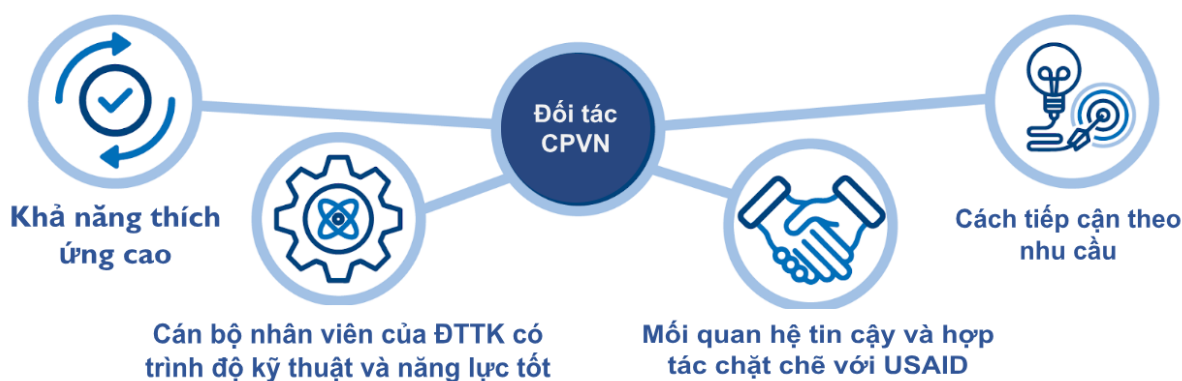 Đối tác
CPVN
Khả năng thích
ứng cao
Cán bộ nhân viên của ĐTTK có
trình độ kỹ thuật và năng lực tốt
Mối quan hệ tin cậy và hợp
tác chặt chẽ với USAID
Cách tiếp cận theo
nhu cầu